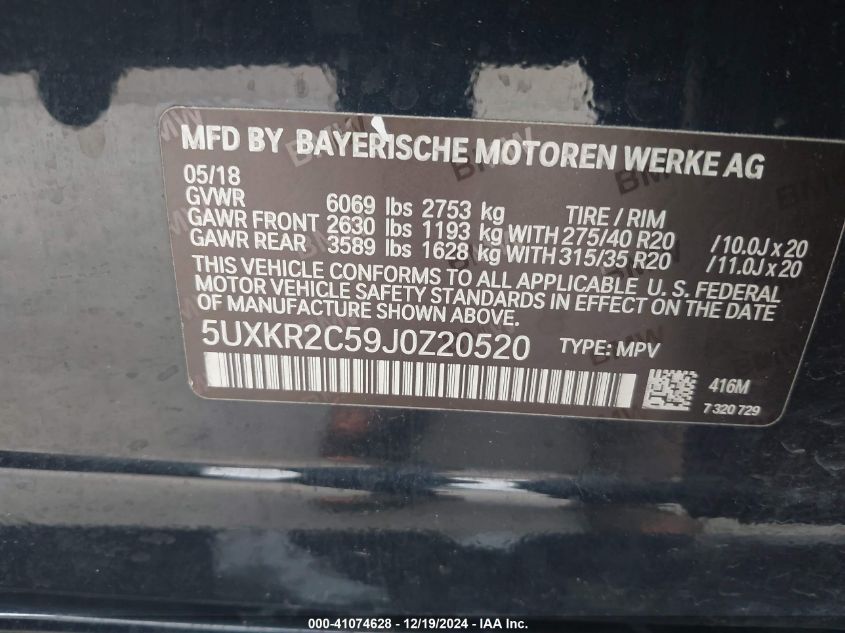 MFD BY BAYERISCHE MOTOREN WERKE AG
05/18
GVWR 6069 lbs 2753 kg TIRE / RIM
GAWR FRONT 2630 lbs 1193 kg WITH 275/40 R20 /10.0J x 20
GAWR REAR 3589 lbs 1628 kg WITH 315/35 R20 /11.0J x 20
THIS VEHICLE CONFORMS TO ALL APPLICABLE U. S. FEDERAL
MOTOR VEHICLE SAFETY STANDARDS IN EFFECT ON THE DATE
OF MANUFACTURE SHOWN ABOVE.
5UXKR2C59J0Z20520 TYPE: MPV
416M
7 320 729
000-41074628 - 12/19/2024 - IAA Inc.